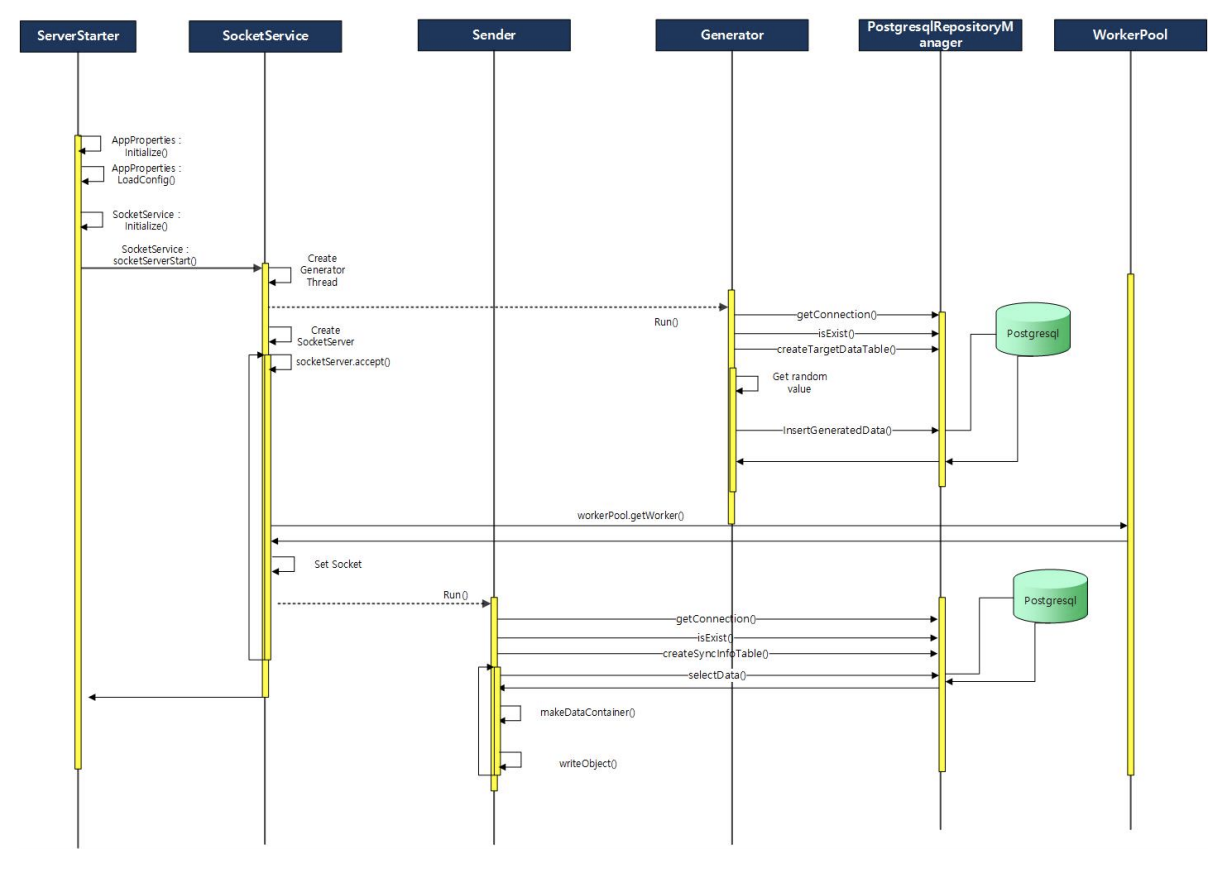 ServerStarter
SocketService
Sender
Generator
PostgresqlRepositoryM
anager
WorkerPool
AppProperties :
Initialize()
AppProperties :
LoadConfig()
SocketService :
Initialize()
SocketService :
socketServerStart()
Create
Generator
Thread
Run()
getConnection()
isExist()
createTargetDataTable()
Postgresql
Create
SocketServer
socketServer.accept()
Get random
value
InsertGeneratedData()
workerPool.getWorker()
Set Socket
Run()
getConnection()
isExist()
createSyncInfoTable()
selectData()
Postgresql
makeDataContainer()
writeObject()